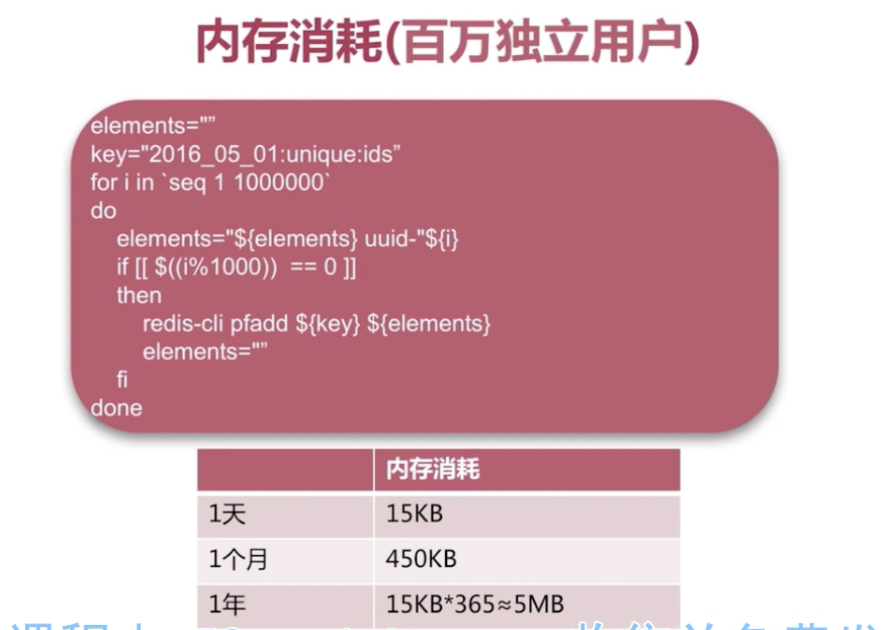 内存消耗(百万独立用户)
elements="”
key="2016_05_01:unique:ids”
for i in `seq 1 1000000`
do
elements="${elements} uuid-"${i}
if [[ $((i%1000)) == 0 ]]
then
redis-cli pfadd ${key} ${elements}
elements="”
fi
done
内存消耗
1天 15KB
1个月 450KB
1年 15KB*365≈5MB